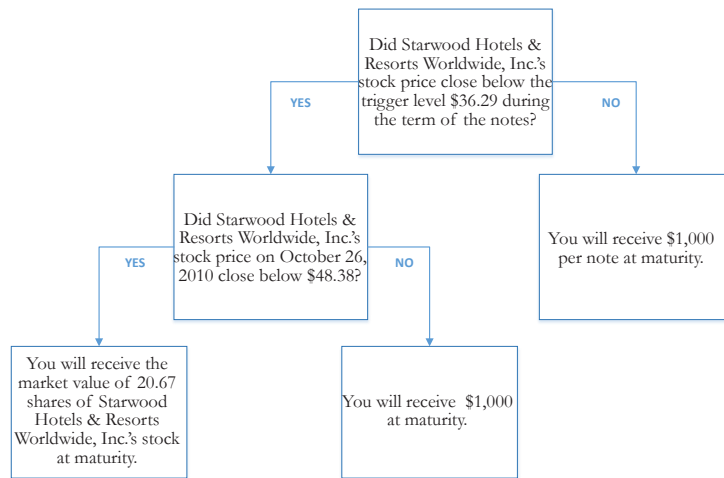 Did Starwood Hotels &
Resorts Worldwide, Inc.'s
stock price close below the
trigger level $36.29 during
the term of the notes?
YES
NO
Did Starwood Hotels &
Resorts Worldwide, Inc.'s
stock price on October 26,
2010 close below $48.38?
You will receive $1,000
per note at maturity.
YES
NO
You will receive the
market value of 20.67
shares of Starwood
Hotels & Resorts
Worldwide, Inc.'s stock
at maturity.
You will receive $1,000
at maturity.